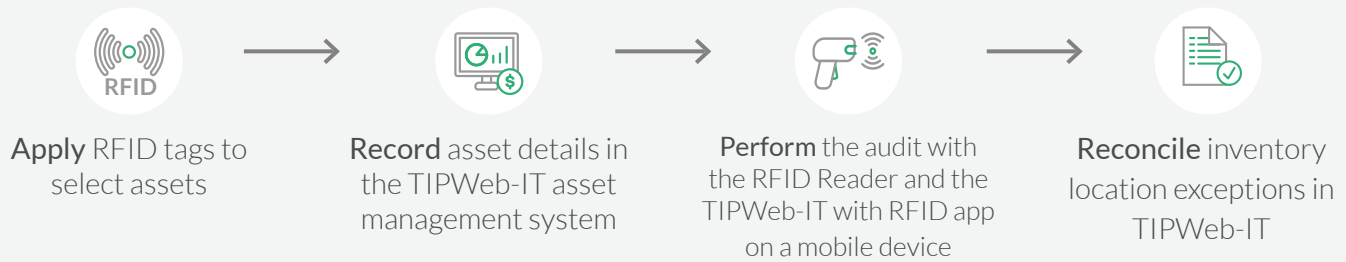 RFID
Apply RFID tags to
select assets
Record asset details in
the TIPWeb-IT asset
management system
$
Perform the audit with
the RFID Reader and the
TIPWeb-IT with RFID app
on a mobile device
Reconcile inventory
location exceptions in
TIPWeb-IT